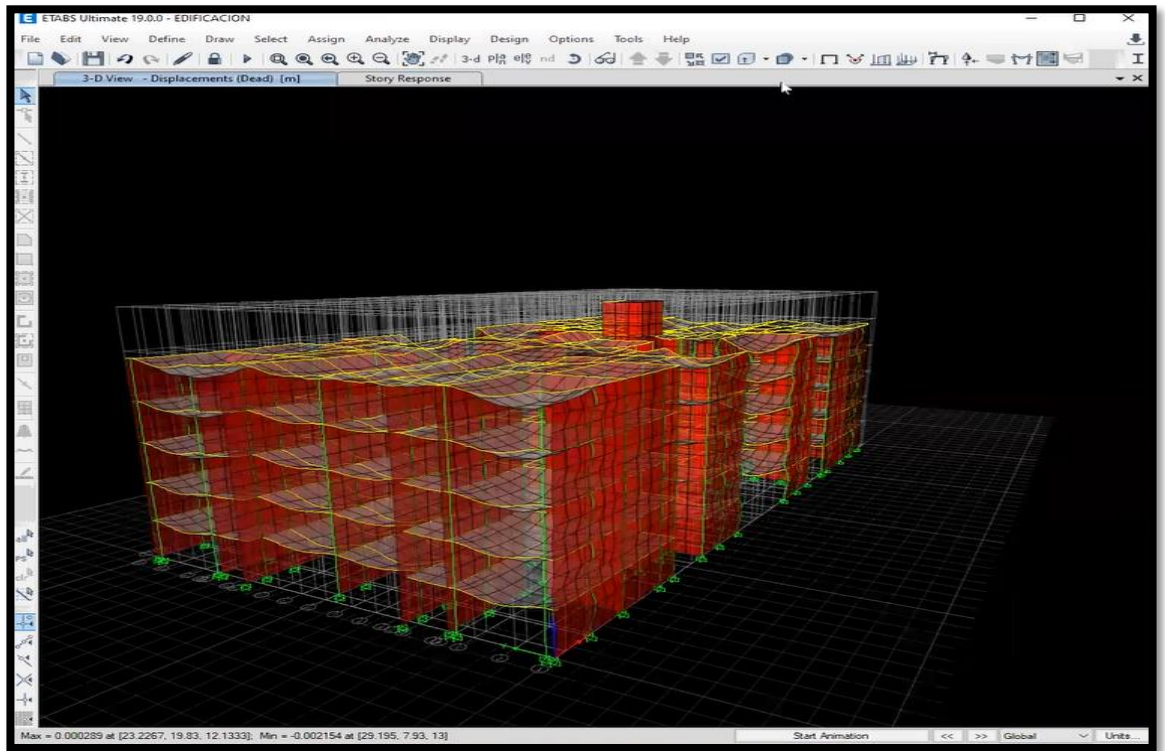 ETABS Ultimate 19.0.0 - EDIFICACION
File Edit View Define Draw Select Assign Analyze Display Design Options Tools Help
3-d
nd
3-D View - Displacements (Dead) [m] Story Response
Max = 0.000289 at [23.2267, 19.83, 12.1333]; Min = -0.002154 at [29.195, 7.93, 13] Start Animation << >> Global Units...